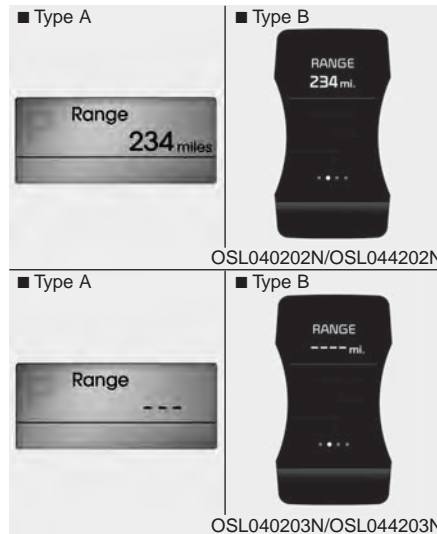 ■ Type A
■ Type B
Range
234 miles
RANGE
234 mi.
OSL040202N/OSL044202N
■ Type A
■ Type B
Range
---
RANGE
---- mi.
OSL040203N/OSL044203N